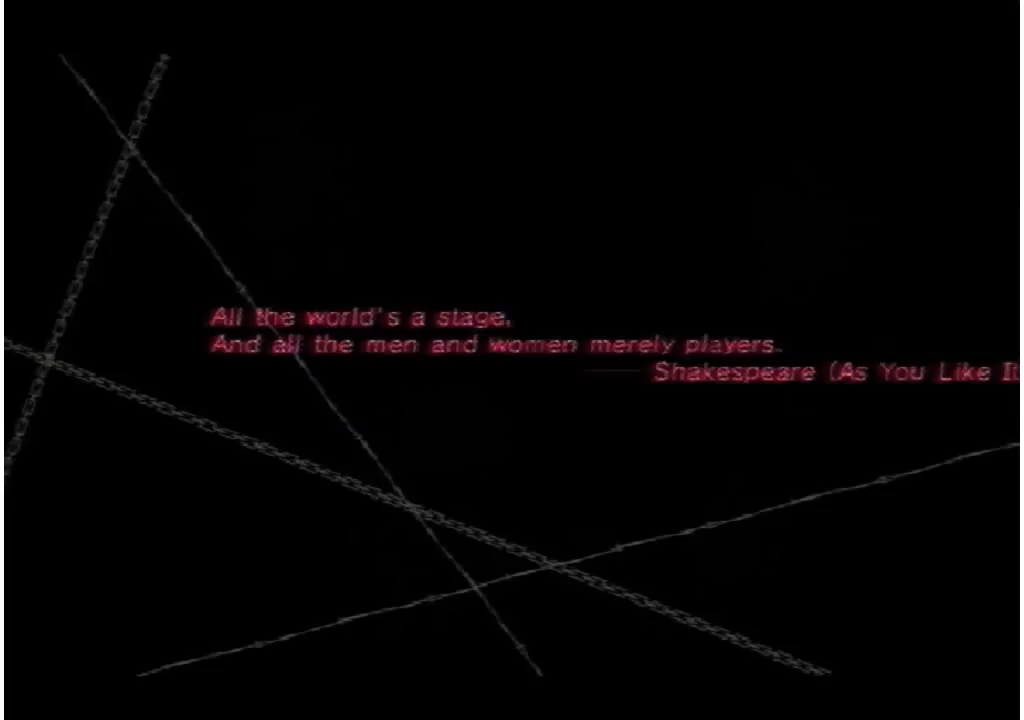 All the world's a stage,
And all the men and women merely players.
—— Shakespeare (As You Like It